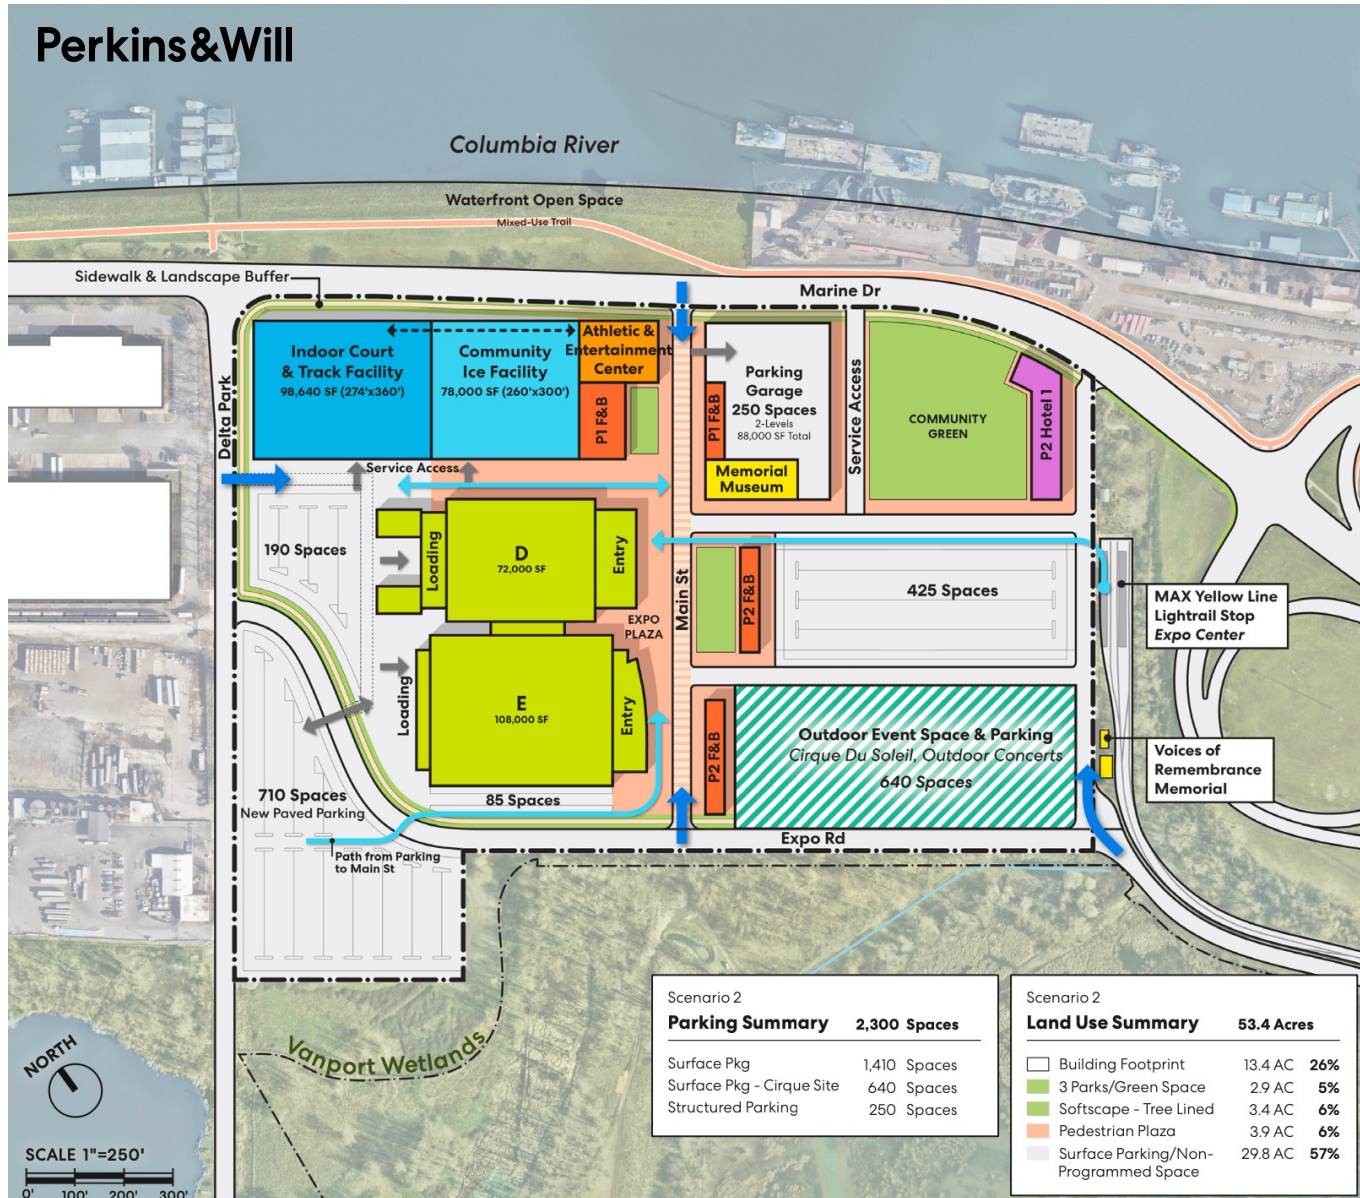 Perkins&Will
Columbia River
Waterfront Open Space
Mixed-Use Trail
Sidewalk & Landscape Buffer
Marine Dr
Delta Park
Indoor Court
& Track Facility
98,640 SF (274'x360')
Community
Ice Facility
78,000 SF (260'x300')
Athletic &
Entertainment
Center
P1 F&B
P1 F&B
Parking
Garage
250 Spaces
2-Levels
88,000 SF Total
Memorial
Museum
Service Access
COMMUNITY
GREEN
P2 Hotel 1
Service Access
190 Spaces
Loading
D
72,000 SF
Entry
EXPO
PLAZA
Main St
P2 F&B
425 Spaces
MAX Yellow Line
Lightrail Stop
Expo Center
Loading
E
108,000 SF
Entry
P2 F&B
Outdoor Event Space & Parking
Cirque Du Soleil, Outdoor Concerts
640 Spaces
Voices of
Remembrance
Memorial
710 Spaces
New Paved Parking
85 Spaces
Expo Rd
Path from Parking
to Main St
Vanport Wetlands
NORTH
SCALE 1"=250'
0' 100' 200' 300'
Scenario 2
Parking Summary 2,300 Spaces
Surface Pkg 1,410 Spaces
Surface Pkg - Cirque Site 640 Spaces
Structured Parking 250 Spaces
Scenario 2
Land Use Summary 53.4 Acres
Building Footprint 13.4 AC 26%
3 Parks/Green Space 2.9 AC 5%
Softscape - Tree Lined 3.4 AC 6%
Pedestrian Plaza 3.9 AC 6%
Surface Parking/Non- 29.8 AC 57%
Programmed Space